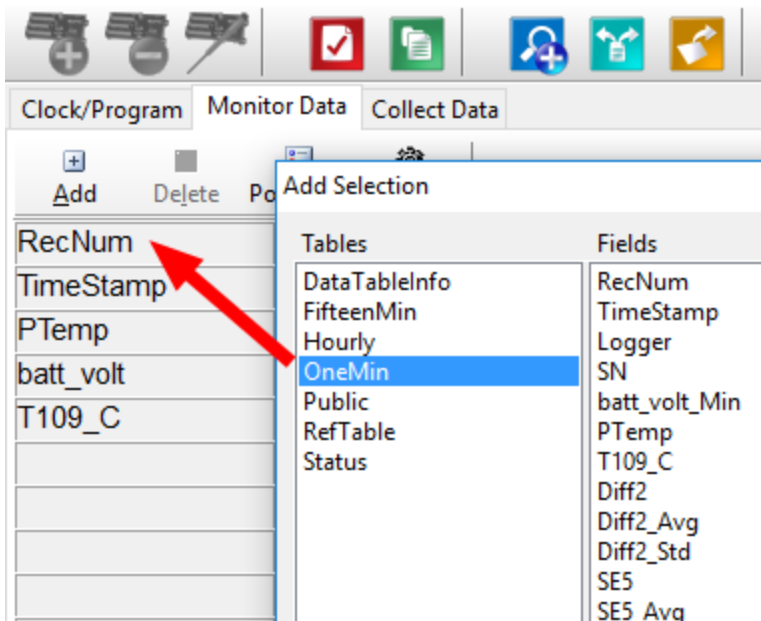 Clock/Program Monitor Data Collect Data
Add Delete Po
Add Selection
RecNum
TimeStamp
PTemp
batt_volt
T109_C
Tables
DataTableInfo
FifteenMin
Hourly
OneMin
Public
RefTable
Status
Fields
RecNum
TimeStamp
Logger
SN
batt_volt_Min
PTemp
T109_C
Diff2
Diff2_Avg
Diff2_Std
SE5
SE5_Avg